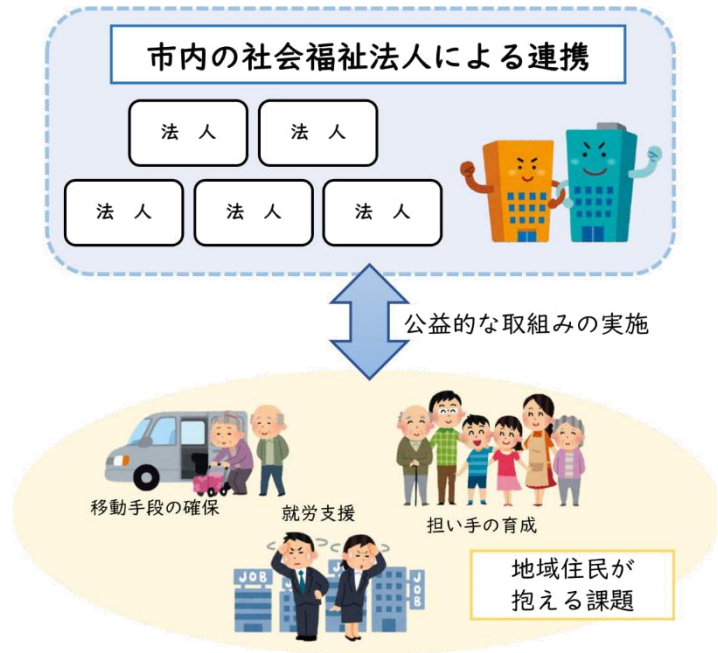 市内の社会福祉法人による連携
法 人
法 人
法 人
法 人
法 人
公益的な取組みの実施
移動手段の確保
就労支援
担い手の育成
JOB
JOB
JOB
地域住民が
抱える課題